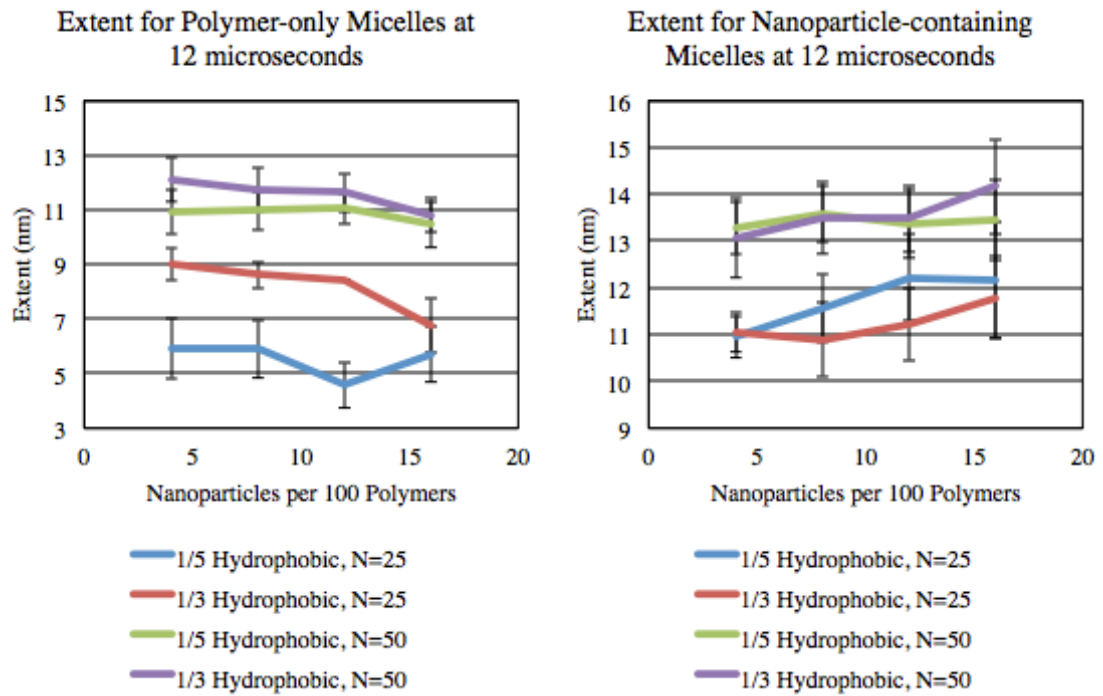 Extent for Polymer-only Micelles at
12 microseconds
15
13
11
9
7
5
3
Extent (nm)
0
5
10
15
20
Nanoparticles per 100 Polymers
1/5 Hydrophobic, N=25
1/3 Hydrophobic, N=25
1/5 Hydrophobic, N=50
1/3 Hydrophobic, N=50
Extent for Nanoparticle-containing
Micelles at 12 microseconds
16
15
14
13
12
11
10
9
Extent (nm)
0
5
10
15
20
Nanoparticles per 100 Polymers
1/5 Hydrophobic, N=25
1/3 Hydrophobic, N=25
1/5 Hydrophobic, N=50
1/3 Hydrophobic, N=50